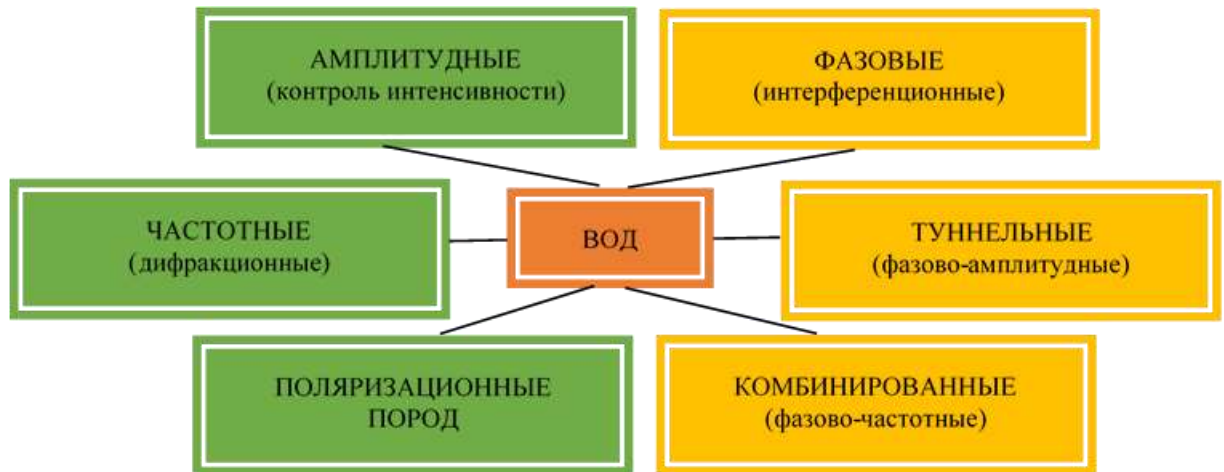 АМПЛИТУДНЫЕ
(контроль интенсивности)
ФАЗОВЫЕ
(интерференционные)
ЧАСТОТНЫЕ
(дифракционные)
ВОД
ТУННЕЛЬНЫЕ
(фазово-амплитудные)
ПОЛЯРИЗАЦИОННЫЕ
ПОРОД
КОМБИНИРОВАННЫЕ
(фазово-частотные)